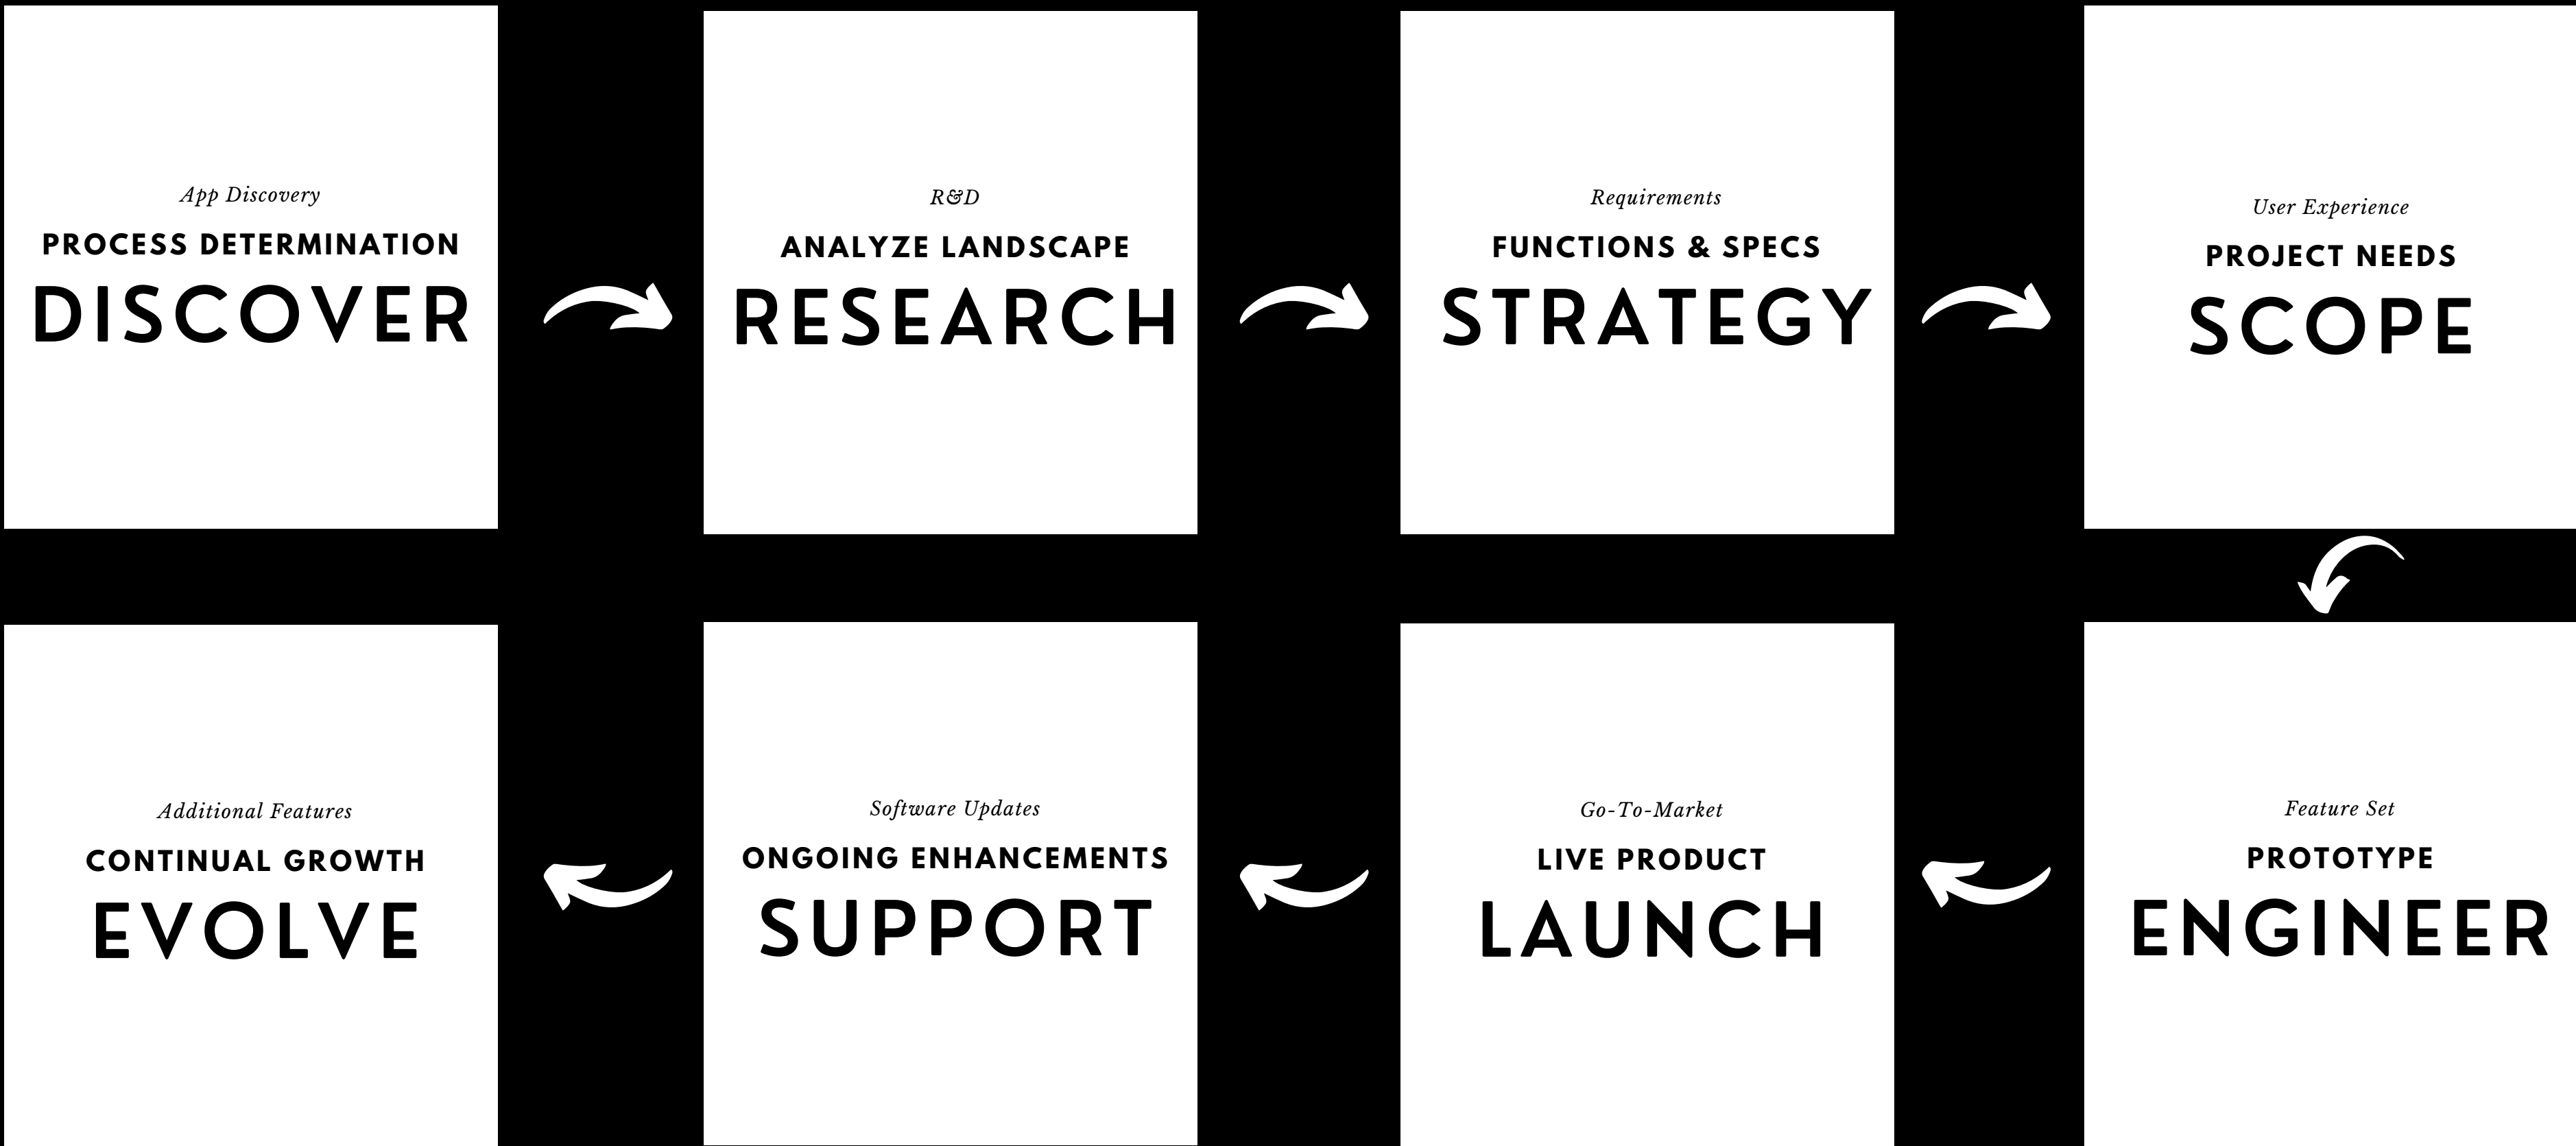 App Discovery
PROCESS DETERMINATION
DISCOVER
R&D
ANALYZE LANDSCAPE
RESEARCH
Requirements
FUNCTIONS & SPECS
STRATEGY
User Experience
PROJECT NEEDS
SCOPE
Feature Set
PROTOTYPE
ENGINEER
Go-To-Market
LIVE PRODUCT
LAUNCH
Software Updates
ONGOING ENHANCEMENTS
SUPPORT
Additional Features
CONTINUAL GROWTH
EVOLVE